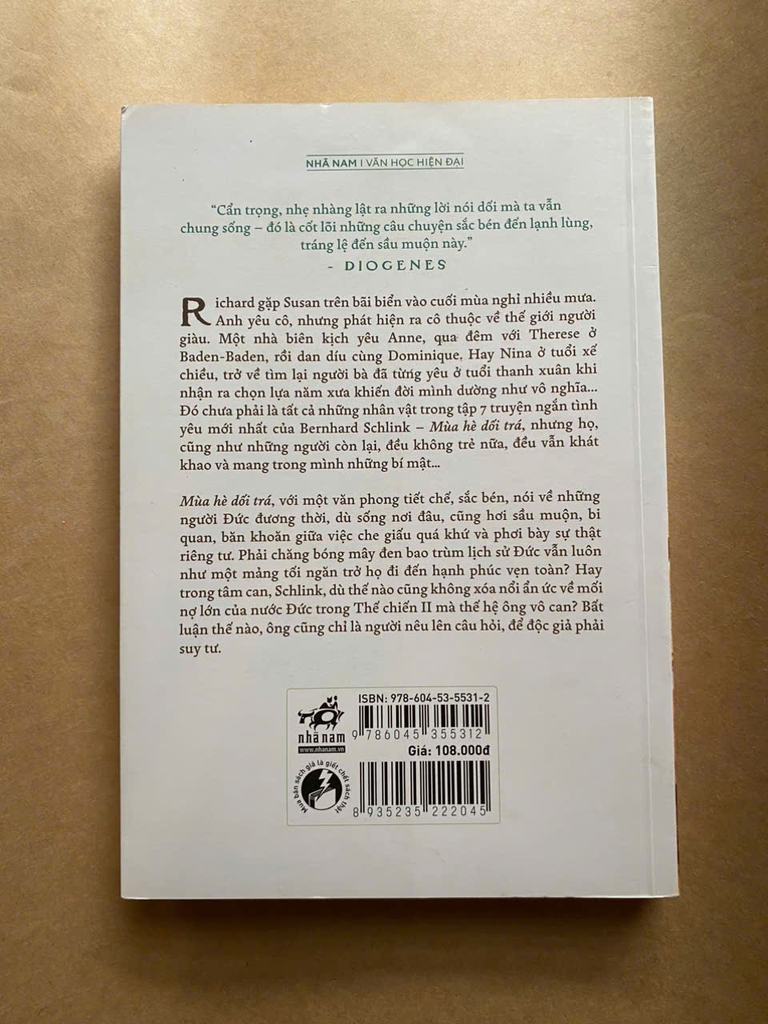 NHÃ NAM | VĂN HỌC HIỆN ĐẠI
“Cẩn trọng, nhẹ nhàng lật ra những lời nói dối mà ta vẫn
chung sống – đó là cốt lõi những câu chuyện sắc bén đến lạnh lùng,
tráng lệ đến sầu muộn này.”
- DIOGENES
Richard gặp Susan trên bãi biển vào cuối mùa nghỉ nhiều mưa.
Anh yêu cô, nhưng phát hiện ra cô thuộc về thế giới người
giàu. Một nhà biên kịch yêu Anne, qua đêm với Therese ở
Baden-Baden, rồi dan díu cùng Dominique. Hay Nina ở tuổi xế
chiều, trở về tìm lại người bà đã từng yêu ở tuổi thanh xuân khi
nhận ra chọn lựa năm xưa khiến đời mình dường như vô nghĩa...
Đó chưa phải là tất cả những nhân vật trong tập 7 truyện ngắn tình
yêu mới nhất của Bernhard Schlink – Mùa hè dối trá, nhưng họ,
cũng như những người còn lại, đều không trẻ nữa, đều vẫn khát
khao và mang trong mình những bí mật...
Mùa hè dối trá, với một văn phong tiết chế, sắc bén, nói về những
người Đức đương thời, dù sống nơi đâu, cũng hơi sầu muộn, bi
quan, băn khoăn giữa việc che giấu quá khứ và phơi bày sự thật
riêng tư. Phải chăng bóng mây đen bao trùm lịch sử Đức vẫn luôn
như một mảng tối ngăn trở họ đi đến hạnh phúc vẹn toàn? Hay
trong tâm can, Schlink, dù thế nào cũng không xóa nổi ẩn ức về mối
nợ lớn của nước Đức trong Thế chiến II mà thế hệ ông vô can? Bất
luận thế nào, ông cũng chỉ là người nêu lên câu hỏi, để độc giả phải
suy tư.
ISBN: 978-604-53-5531-2
nhã nam
www.nhanam.vn
9 786045 355312
Giá: 108.000đ
Mua bán sách giả là giết chết sách thật
8 935235 222045